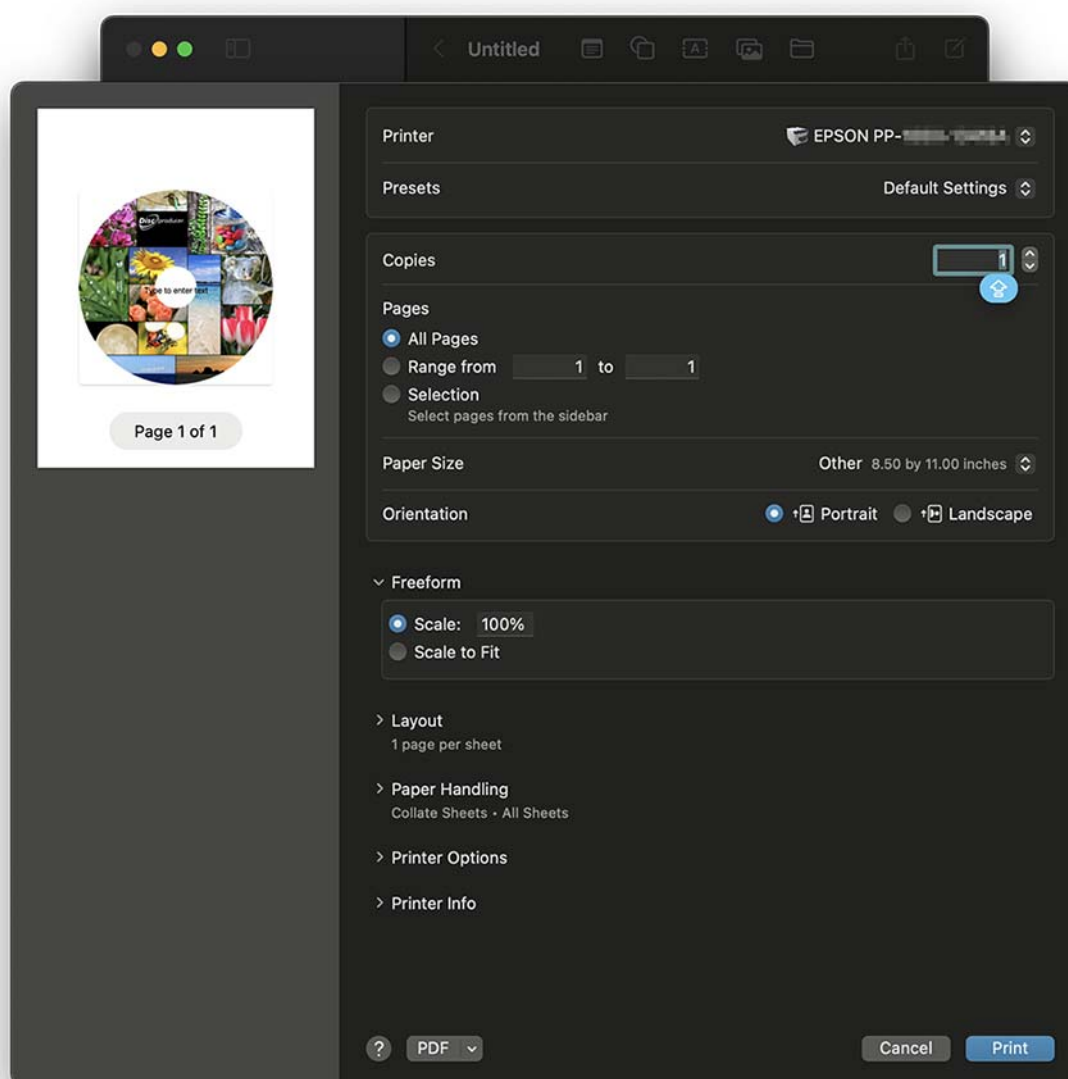 Untitled
Printer EPSON PP-
Presets Default Settings
Disc producer
Type to enter text
Page 1 of 1
Copies 1
Pages
All Pages
Range from 1 to 1
Selection
Select pages from the sidebar
Paper Size Other 8.50 by 11.00 inches
Orientation Portrait Landscape
Freeform
Scale: 100%
Scale to Fit
Layout
1 page per sheet
Paper Handling
Collate Sheets • All Sheets
Printer Options
Printer Info
? PDF Cancel Print